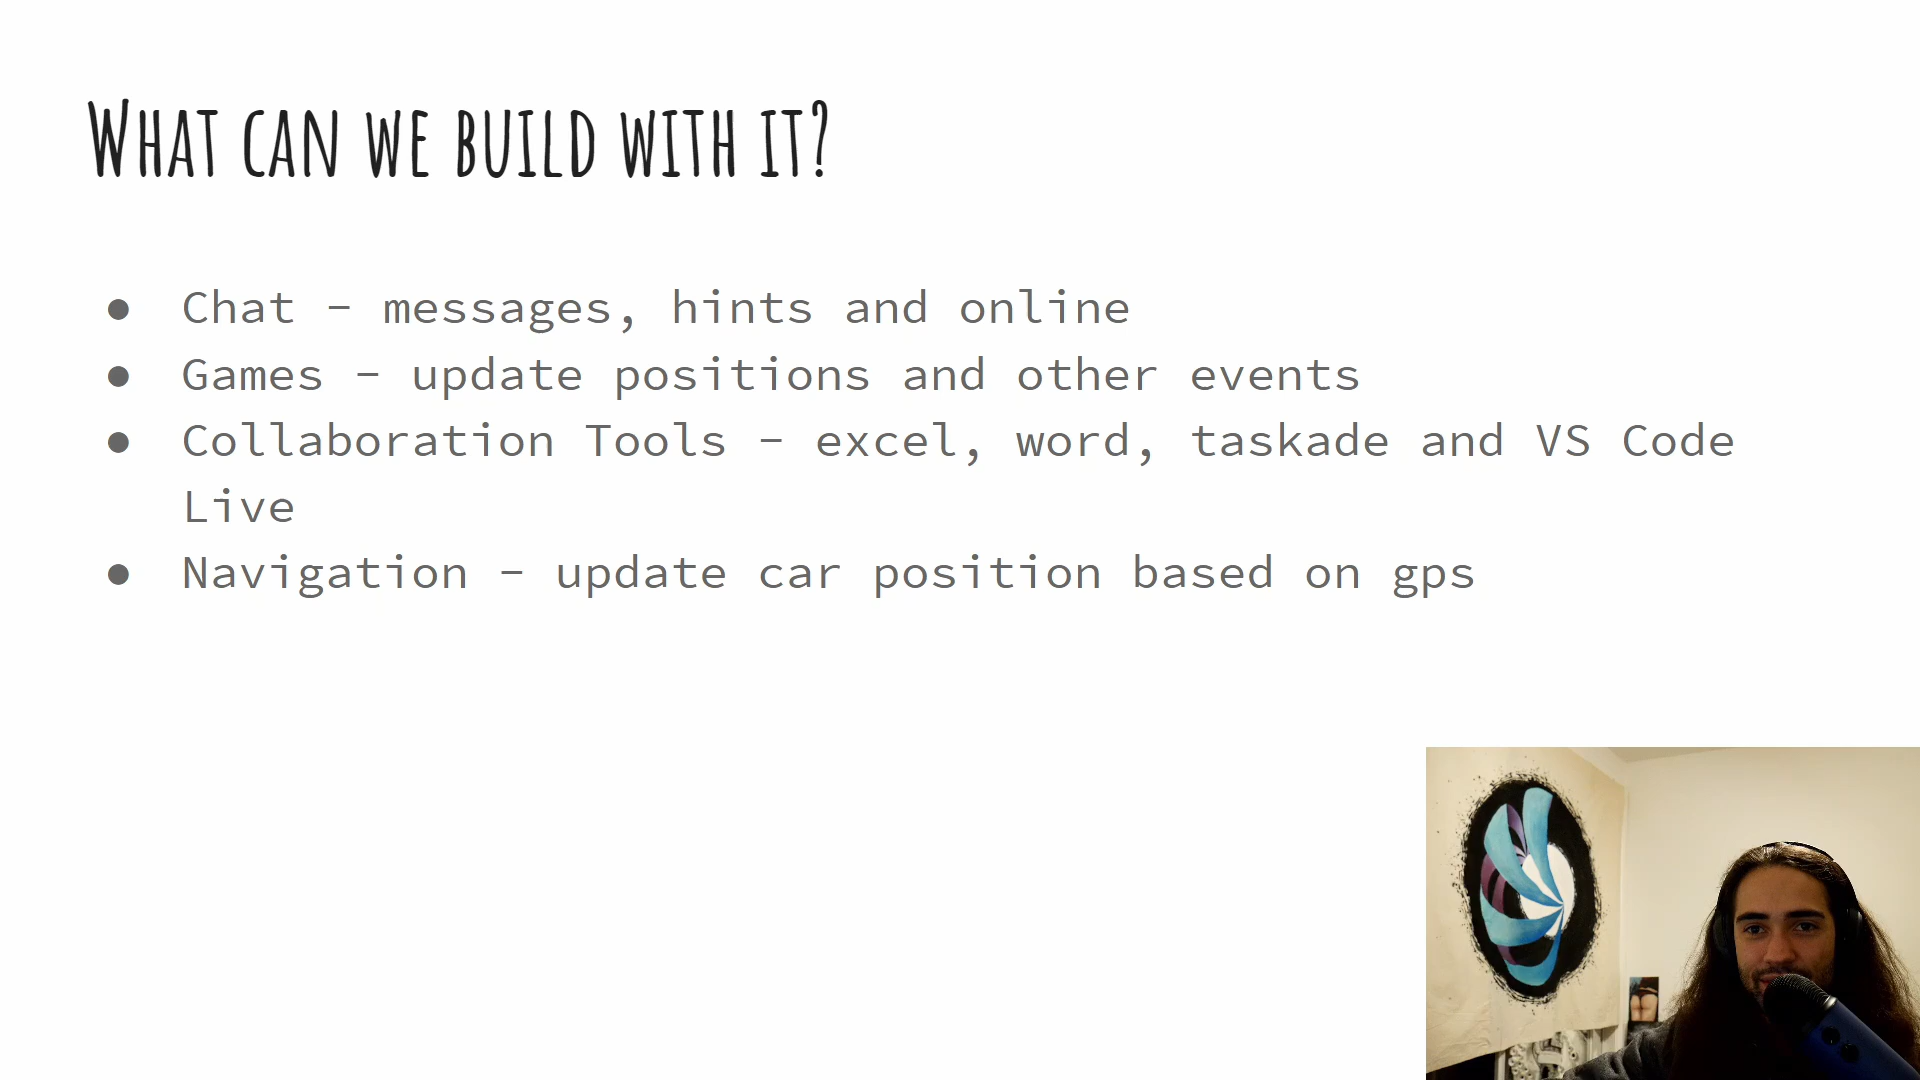 What can we build with it?
● Chat - messages, hints and online
● Games - update positions and other events
● Collaboration Tools - excel, word, taskade and VS Code
Live
● Navigation - update car position based on gps